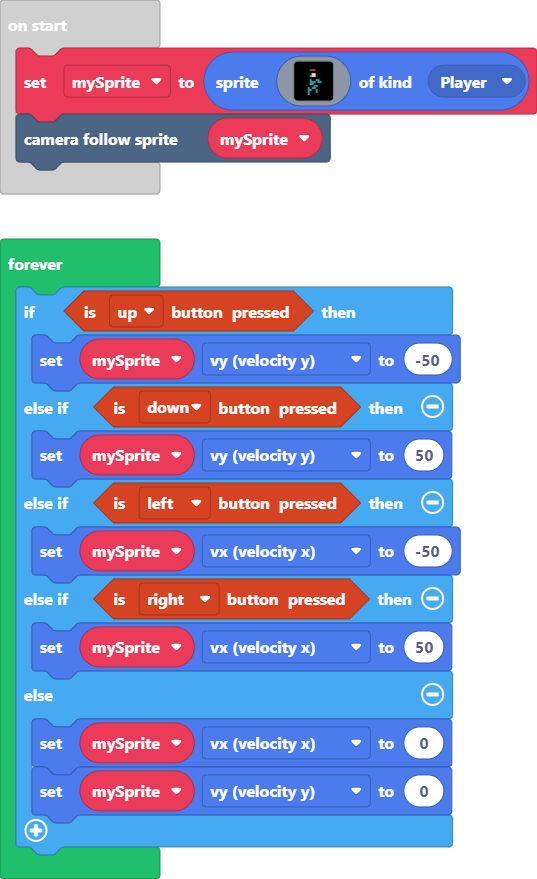 on start
set mySprite to sprite of kind Player
camera follow sprite mySprite
forever
if is up button pressed then
set mySprite vy (velocity y) to -50
else if is down button pressed then
set mySprite vy (velocity y) to 50
else if is left button pressed then
set mySprite vx (velocity x) to -50
else if is right button pressed then
set mySprite vx (velocity x) to 50
else
set mySprite vx (velocity x) to 0
set mySprite vy (velocity y) to 0